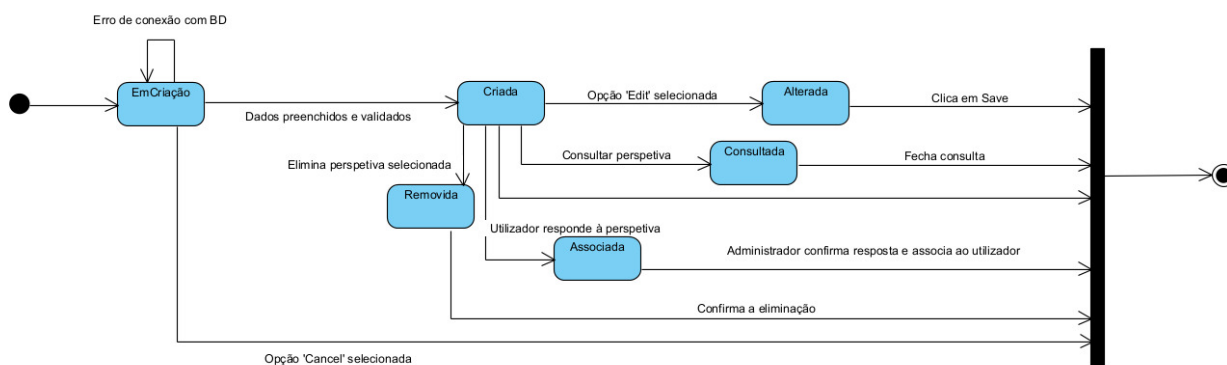 Erro de conexão com BD
EmCriação
Criada
Opção 'Edit' selecionada
Alterada
Clica em Save
Dados preenchidos e validados
Elimina perspetiva selecionada
Consultar perspetiva
Consultada
Fecha consulta
Removida
Utilizador responde à perspetiva
Associada
Administrador confirma resposta e associa ao utilizador
Confirma a eliminação
Opção 'Cancel' selecionada